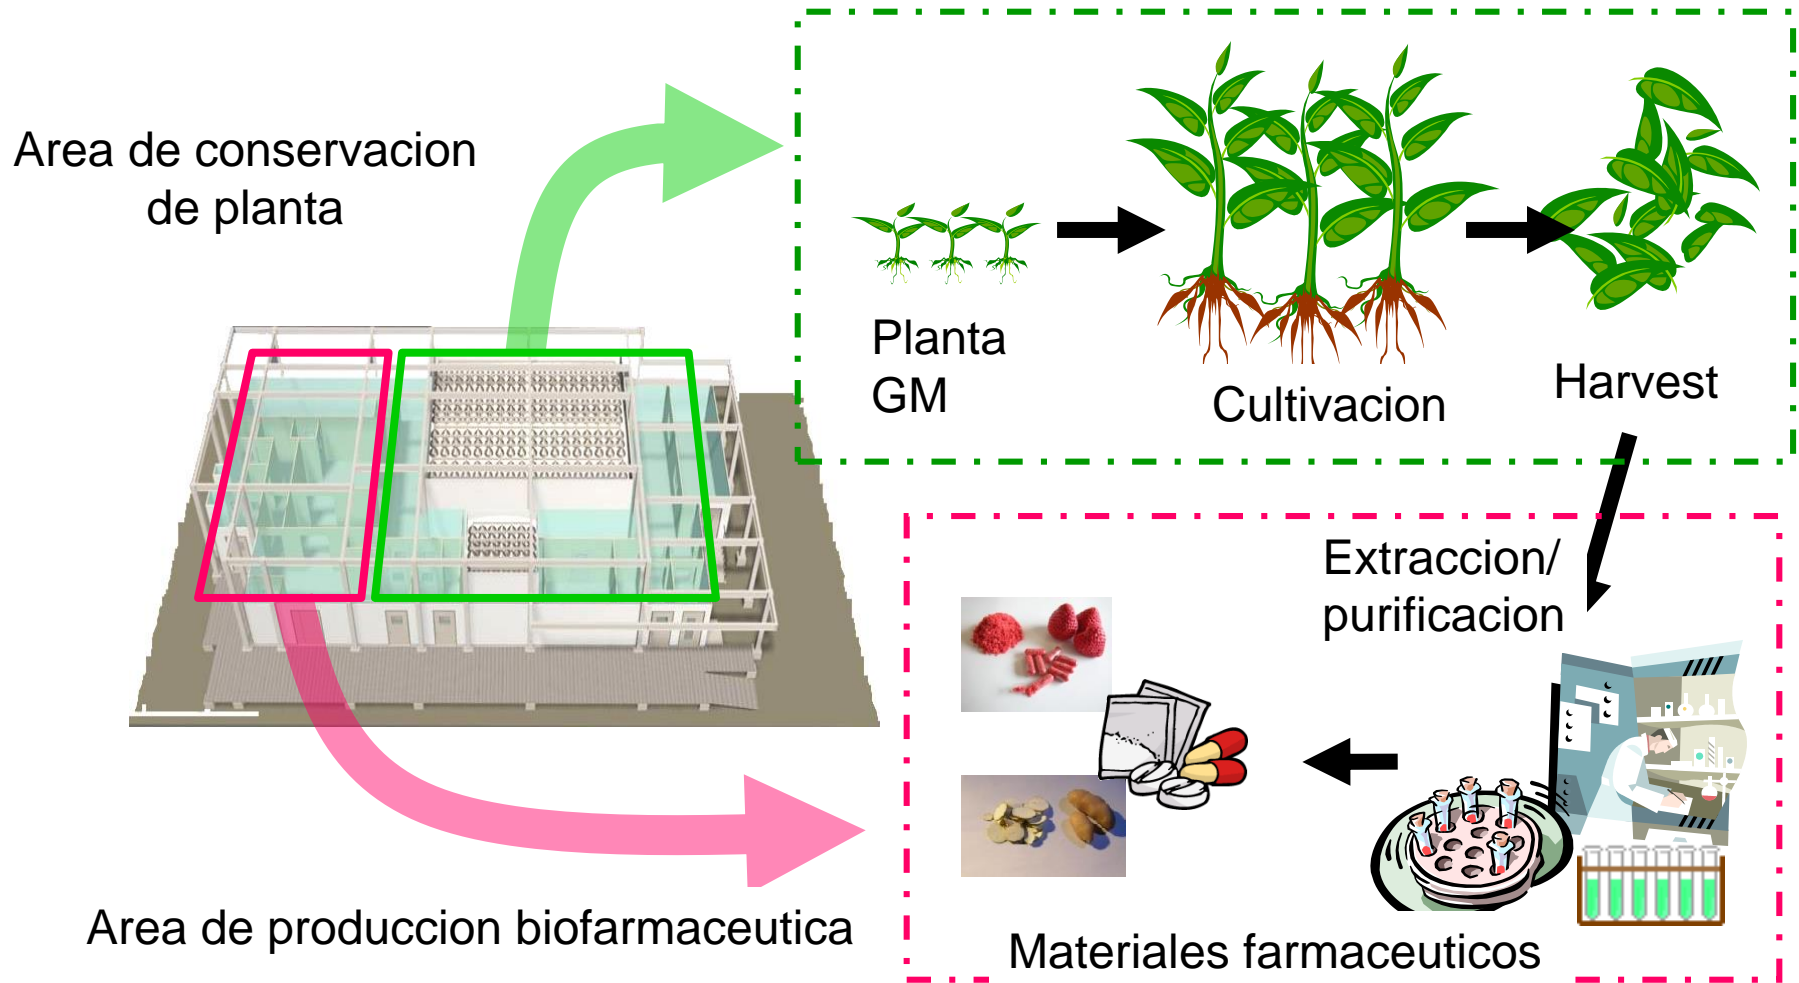 Area de conservacion
de planta
Planta
GM
Cultivacion
Harvest
Extraccion/
purificacion
Area de produccion biofarmaceutica
Materiales farmaceuticos